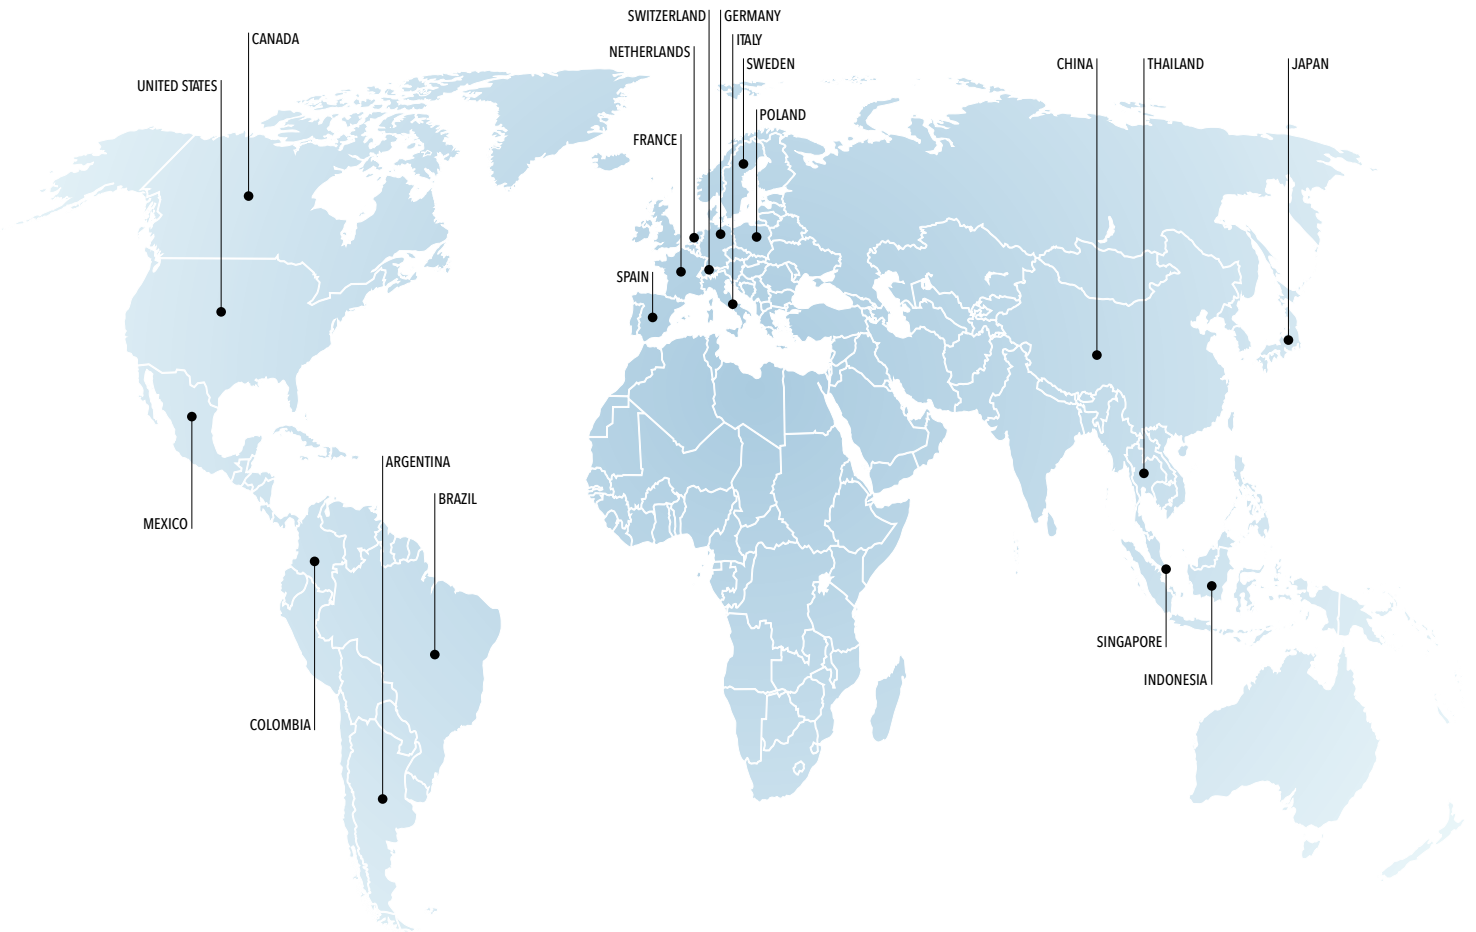 SWITZERLAND
GERMANY
CANADA
ITALY
NETHERLANDS
SWEDEN
CHINA
THAILAND
JAPAN
UNITED STATES
POLAND
FRANCE
SPAIN
ARGENTINA
BRAZIL
MEXICO
SINGAPORE
INDONESIA
COLOMBIA